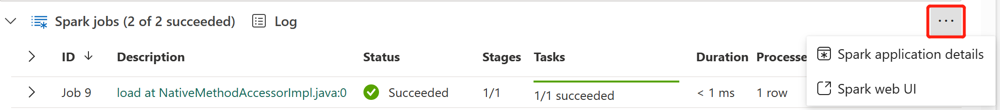 Spark jobs (2 of 2 succeeded) Log ...
ID ↓ Description Status Stages Tasks Duration Processe
Spark application details
Job 9 load at NativeMethodAccessorImpl.java:0 Succeeded 1/1 1/1 succeeded < 1 ms 1 row
Spark web UI